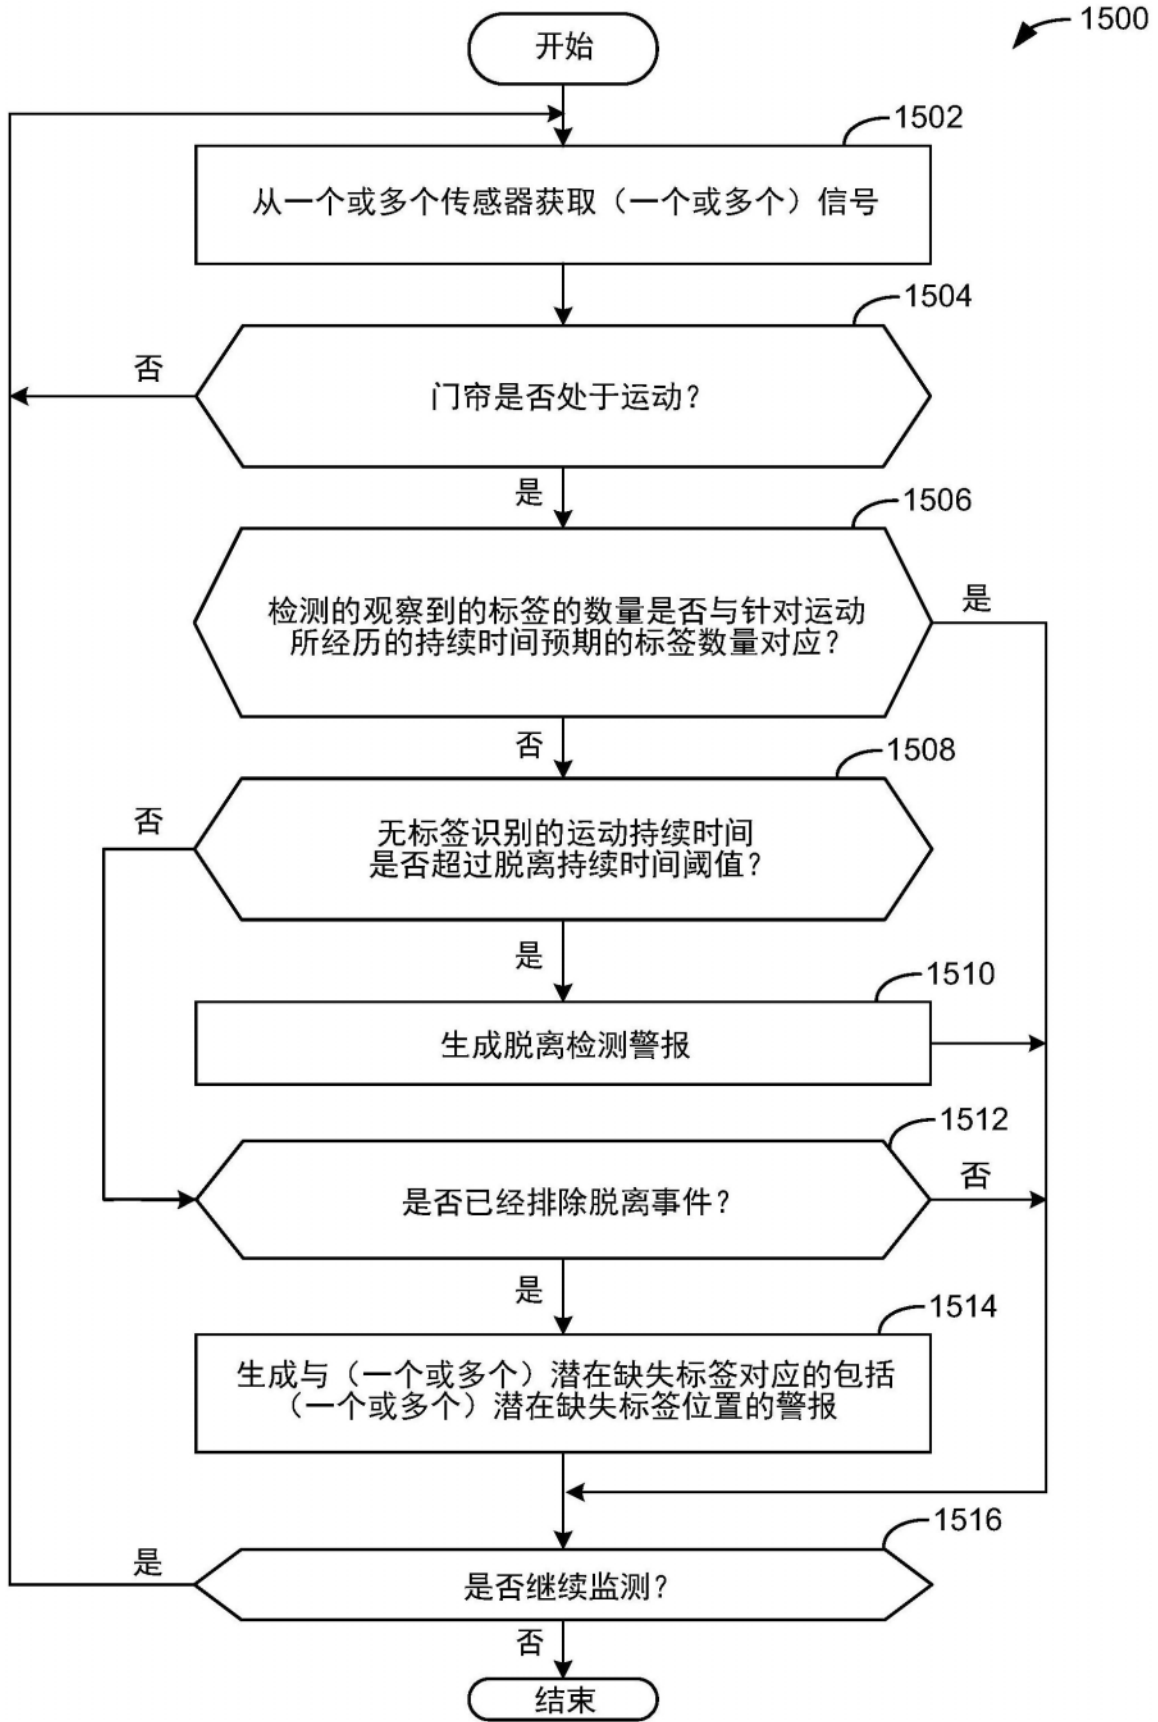 1500
开始
1502
从一个或多个传感器获取（一个或多个）信号
1504
否
门帘是否处于运动？
是
1506
检测的观察到的标签的数量是否与针对运动
所经历的持续时间预期的标签数量对应？
是
否
1508
否
无标签识别的运动持续时间
是否超过脱离持续时间阈值？
是
1510
生成脱离检测警报
1512
是否已经排除脱离事件？
否
是
1514
生成与（一个或多个）潜在缺失标签对应的包括
（一个或多个）潜在缺失标签位置的警报
1516
是
是否继续监测？
否
结束